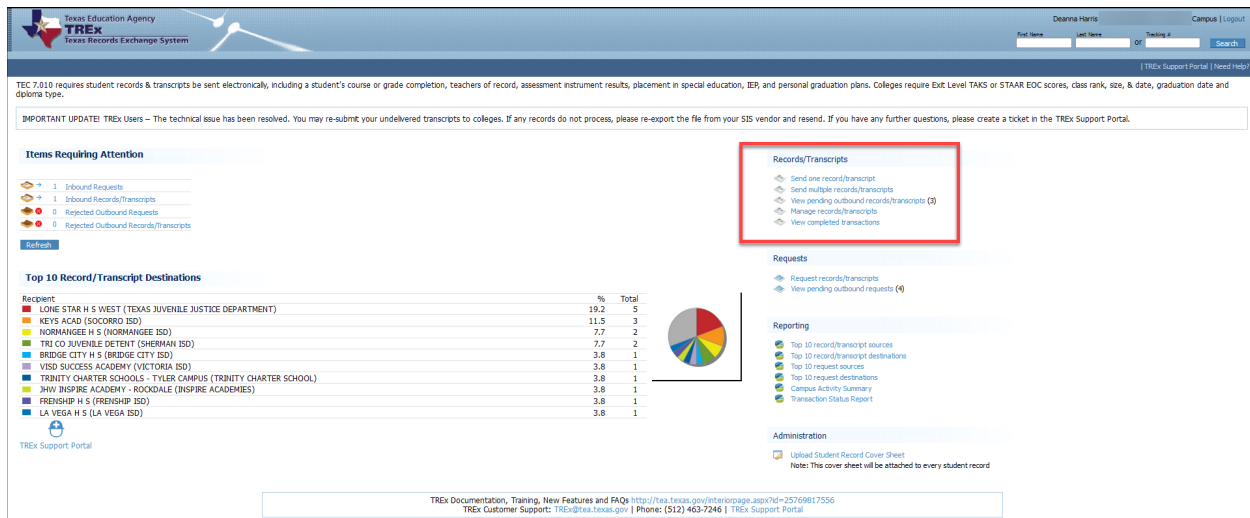 Texas Education Agency
TREx
Texas Records Exchange System
Deanna Harris Campus | Logout
First Name Last Name Tracking #
or Search
| TREx Support Portal | Need Help?
TEC 7.010 requires student records & transcripts be sent electronically, including a student's course or grade completion, teachers of record, assessment instrument results, placement in special education, IEP, and personal graduation plans. Colleges require Exit Level TAKS or STAAR EOC scores, class rank, size, & date, graduation date and
diploma type.
IMPORTANT UPDATE! TREx Users – The technical issue has been resolved. You may re-submit your undelivered transcripts to colleges. If any records do not process, please re-export the file from your SIS vendor and resend. If you have any further questions, please create a ticket in the TREx Support Portal.
Items Requiring Attention
1 Inbound Requests
1 Inbound Records/Transcripts
0 Rejected Outbound Requests
0 Rejected Outbound Records/Transcripts
Refresh
Top 10 Record/Transcript Destinations
Recipient % Total
LONE STAR H S WEST (TEXAS JUVENILE JUSTICE DEPARTMENT) 19.2 5
KEYS ACAD (SOCORRO ISD) 11.5 3
NORMANGEE H S (NORMANGEE ISD) 7.7 2
TRI CO JUVENILE DETENT (SHERMAN ISD) 7.7 2
BRIDGE CITY H S (BRIDGE CITY ISD) 3.8 1
VISD SUCCESS ACADEMY (VICTORIA ISD) 3.8 1
TRINITY CHARTER SCHOOLS - TYLER CAMPUS (TRINITY CHARTER SCHOOL) 3.8 1
JHW INSPIRE ACADEMY - ROCKDALE (INSPIRE ACADEMIES) 3.8 1
FRENSHIP H S (FRENSHIP ISD) 3.8 1
LA VEGA H S (LA VEGA ISD) 3.8 1
TREx Support Portal
Records/Transcripts
Send one record/transcript
Send multiple records/transcripts
View pending outbound records/transcripts (3)
Manage records/transcripts
View completed transactions
Requests
Request records/transcripts
View pending outbound requests (4)
Reporting
Top 10 record/transcript sources
Top 10 record/transcript destinations
Top 10 request sources
Top 10 request destinations
Campus Activity Summary
Transaction Status Report
Administration
Upload Student Record Cover Sheet
Note: This cover sheet will be attached to every student record
TREx Documentation, Training, New Features and FAQs http://tea.texas.gov/interiorpage.aspx?id=25769817556
TREx Customer Support: TREx@tea.texas.gov | Phone: (512) 463-7246 | TREx Support Portal